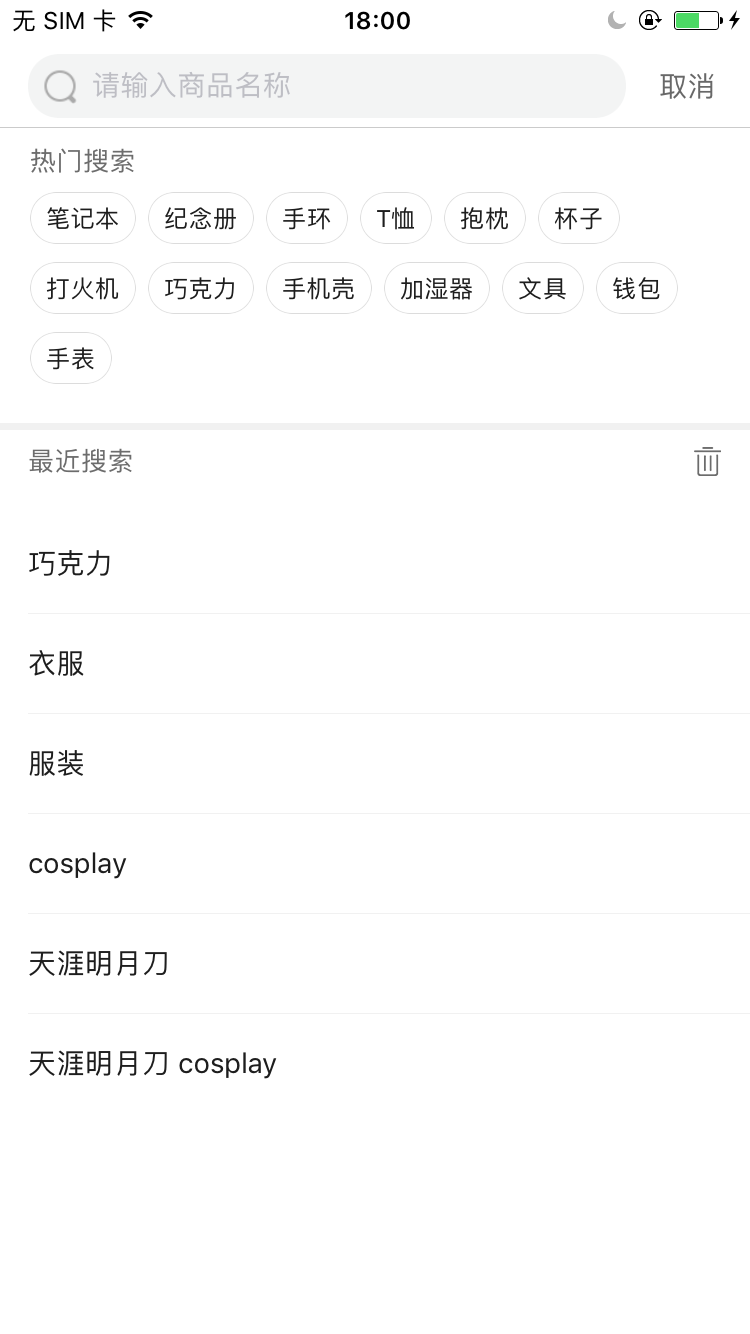 无 SIM 卡 18:00
请输入商品名称 取消
热门搜索
笔记本 纪念册 手环 T恤 抱枕 杯子
打火机 巧克力 手机壳 加湿器 文具 钱包
手表
最近搜索
巧克力
衣服
服装
cosplay
天涯明月刀
天涯明月刀 cosplay